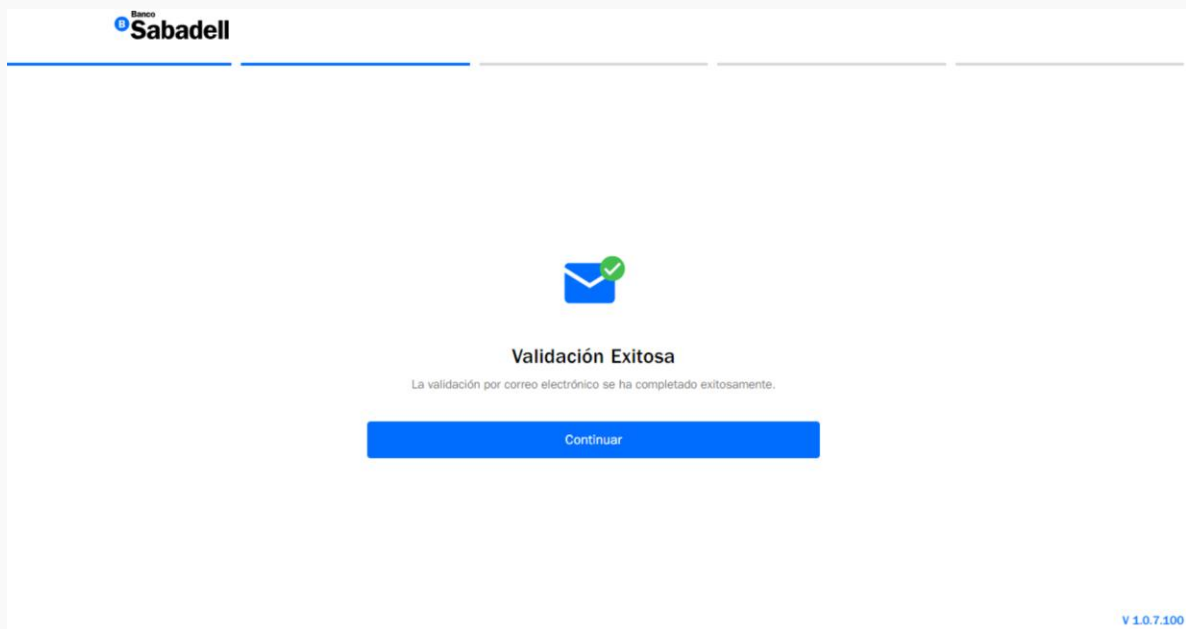 Banco
B Sabadell
Validación Exitosa
La validación por correo electrónico se ha completado exitosamente.
Continuar
V 1.0.7.100